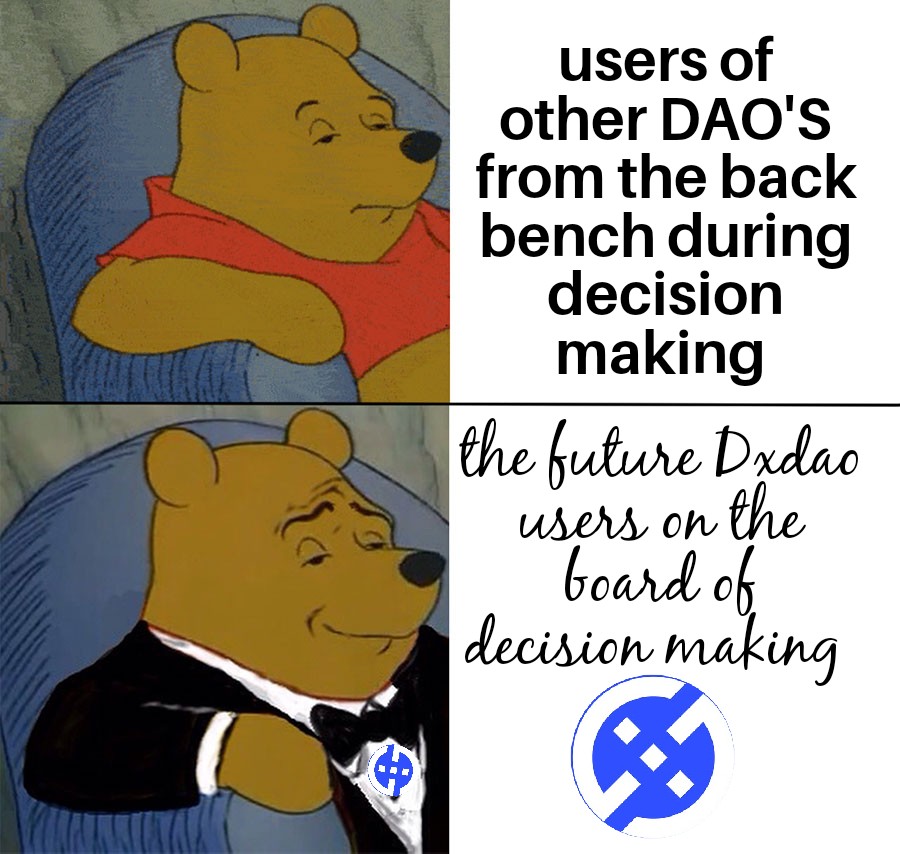 users of
other DAO'S
from the back
bench during
decision
making
the future Dxdao
users on the
board of
decision making